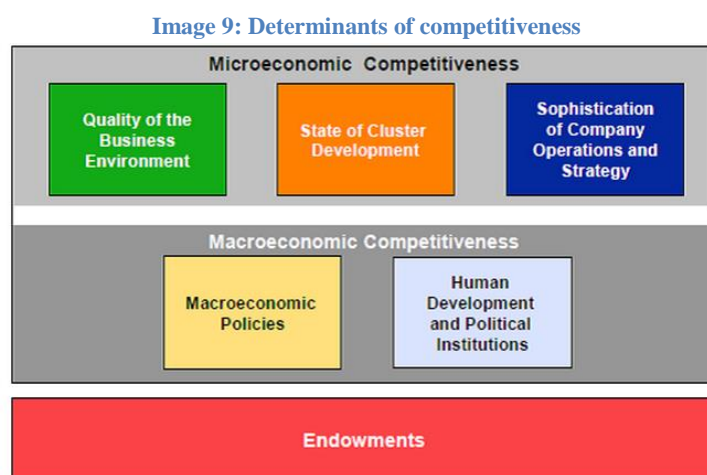 Image 9: Determinants of competitiveness
Microeconomic Competitiveness
Quality of the
Business
Environment
State of Cluster
Development
Sophistication
of Company
Operations and
Strategy
Macroeconomic Competitiveness
Macroeconomic
Policies
Human
Development
and Political
Institutions
Endowments